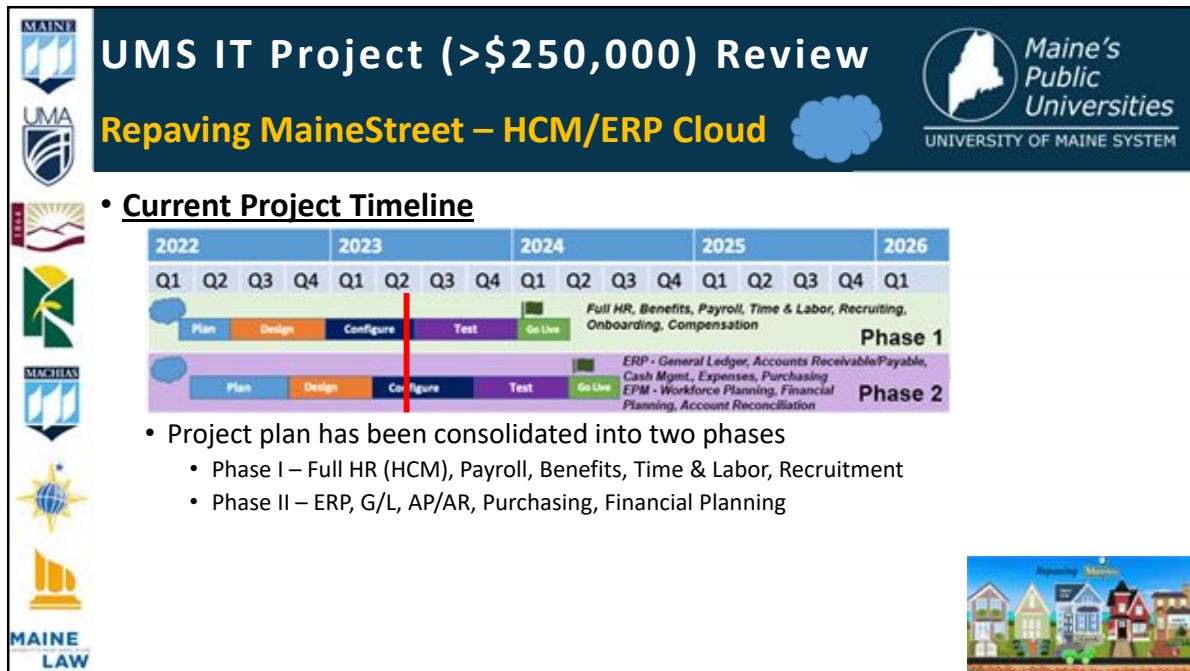 MAINE
UMS IT Project (>$250,000) Review
Maine's
Public
Universities
UNIVERSITY OF MAINE SYSTEM
Repaving MaineStreet – HCM/ERP Cloud
UMA
1864
MACHIAS
MAINE
LAW
• Current Project Timeline
2022 2023 2024 2025 2026
Q1 Q2 Q3 Q4 Q1 Q2 Q3 Q4 Q1 Q2 Q3 Q4 Q1 Q2 Q3 Q4 Q1
Plan Design Configure Test Go Live
Full HR, Benefits, Payroll, Time & Labor, Recruiting,
Onboarding, Compensation
Phase 1
Plan Design Configure Test Go Live
ERP - General Ledger, Accounts Receivable/Payable,
Cash Mgmt., Expenses, Purchasing
EPM - Workforce Planning, Financial
Planning, Account Reconciliation
Phase 2
• Project plan has been consolidated into two phases
• Phase I – Full HR (HCM), Payroll, Benefits, Time & Labor, Recruitment
• Phase II – ERP, G/L, AP/AR, Purchasing, Financial Planning
Repaving